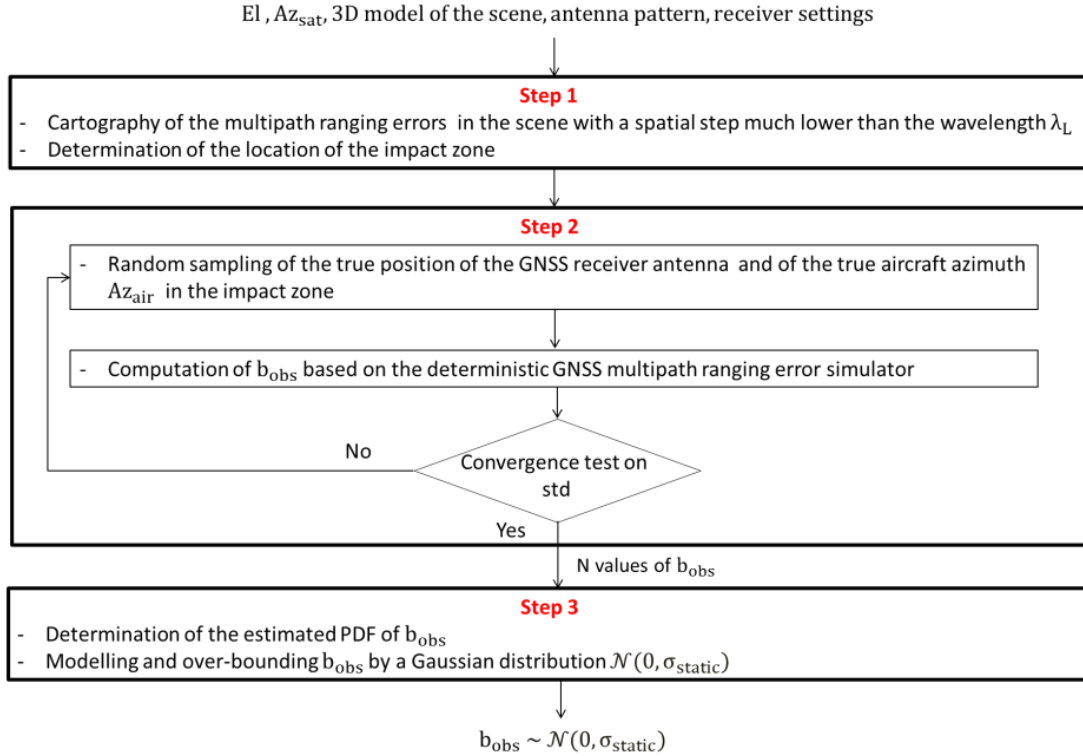 El , Az_sat, 3D model of the scene, antenna pattern, receiver settings
Step 1
- Cartography of the multipath ranging errors in the scene with a spatial step much lower than the wavelength λ_L
- Determination of the location of the impact zone
Step 2
- Random sampling of the true position of the GNSS receiver antenna and of the true aircraft azimuth
Az_air in the impact zone
- Computation of b_obs based on the deterministic GNSS multipath ranging error simulator
No
Convergence test on
std
Yes
N values of b_obs
Step 3
- Determination of the estimated PDF of b_obs
- Modelling and over-bounding b_obs by a Gaussian distribution 𝒩(0, σ_static)
b_obs ~ 𝒩(0, σ_static)